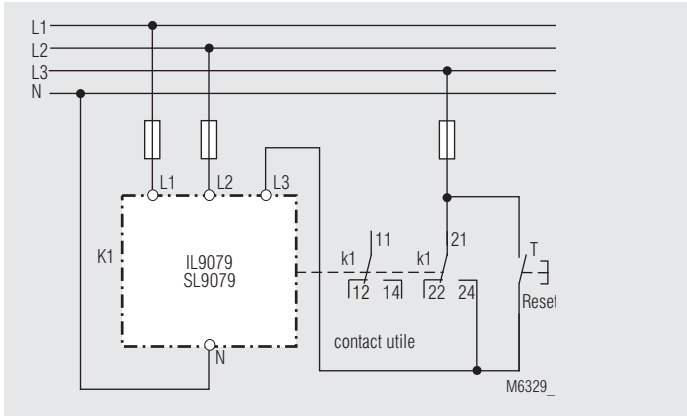 L1
L2
L3
N
L1 L2 L3
K1
IL9079
SL9079
N
k1 11
12 14
k1 21
22 24
T
Reset
contact utile
M6329_